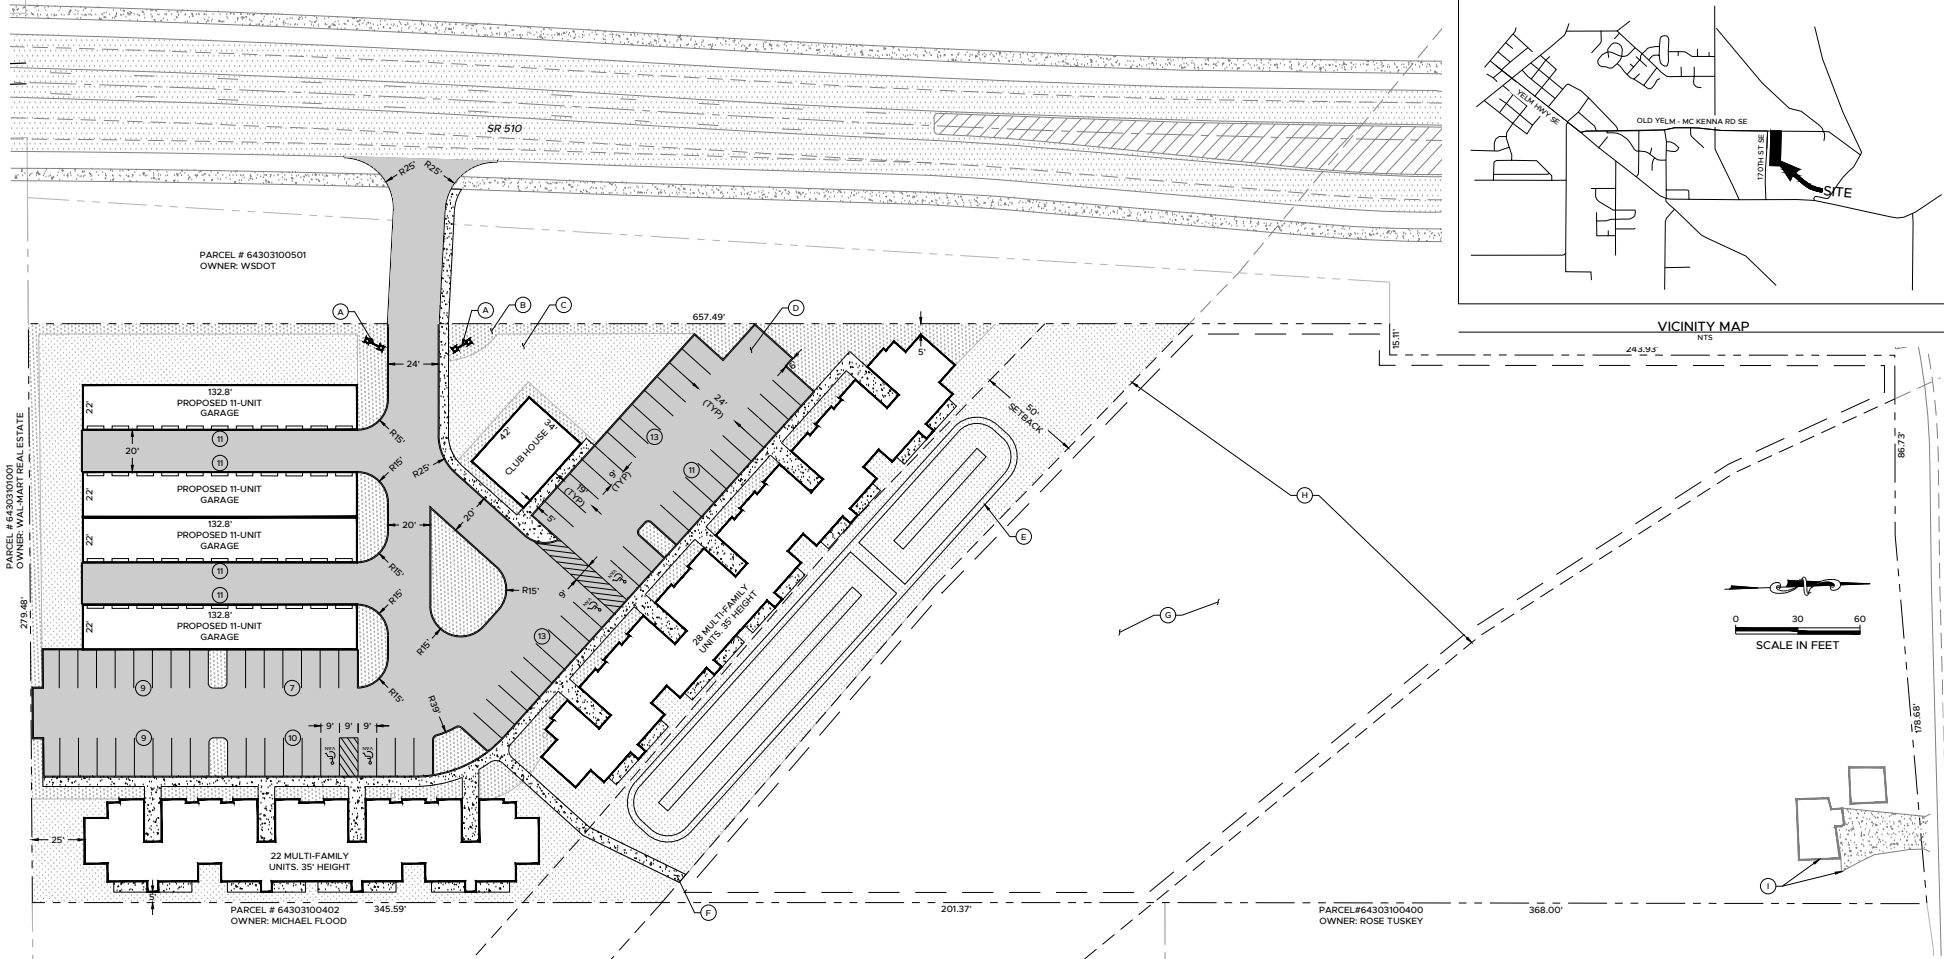 SR 510
R25'
R25'
PARCEL # 64303100501
OWNER: WSDOT
A
A
B
C
D
657.49'
24'
5'
6'
15.11'
243.93'
132.8'
PROPOSED 11-UNIT
GARAGE
22'
11
20'
11
R15'
R15'
R25'
PROPOSED 11-UNIT
GARAGE
22'
132.8'
PROPOSED 11-UNIT
GARAGE
22'
11
11
R15'
R15'
132.8'
PROPOSED 11-UNIT
GARAGE
22'
42'
34'
CLUB HOUSE
24'
(TYP)
13
11
9'
(TYP)
19'
(TYP)
5'
20'
20'
R15'
R15'
9'
13
50'
SETBACK
28 MULTI-FAMILY
UNITS. 35' HEIGHT
E
G
H
86.73'
178.68'
PARCEL # 64303101001
OWNER: WAL-MART REAL ESTATE
279.48'
9
7
R15'
R39'
9
10
9'
9'
9'
VAN
VAN
25'
22 MULTI-FAMILY
UNITS. 35' HEIGHT
5'
PARCEL # 64303100402
OWNER: MICHAEL FLOOD
345.59'
F
201.37'
PARCEL#64303100400
OWNER: ROSE TUSKEY
368.00'
I
0
30
60
SCALE IN FEET
YELM HWY SE
OLD YELM - MC KENNA RD SE
170TH ST SE
SITE
VICINITY MAP
NTS